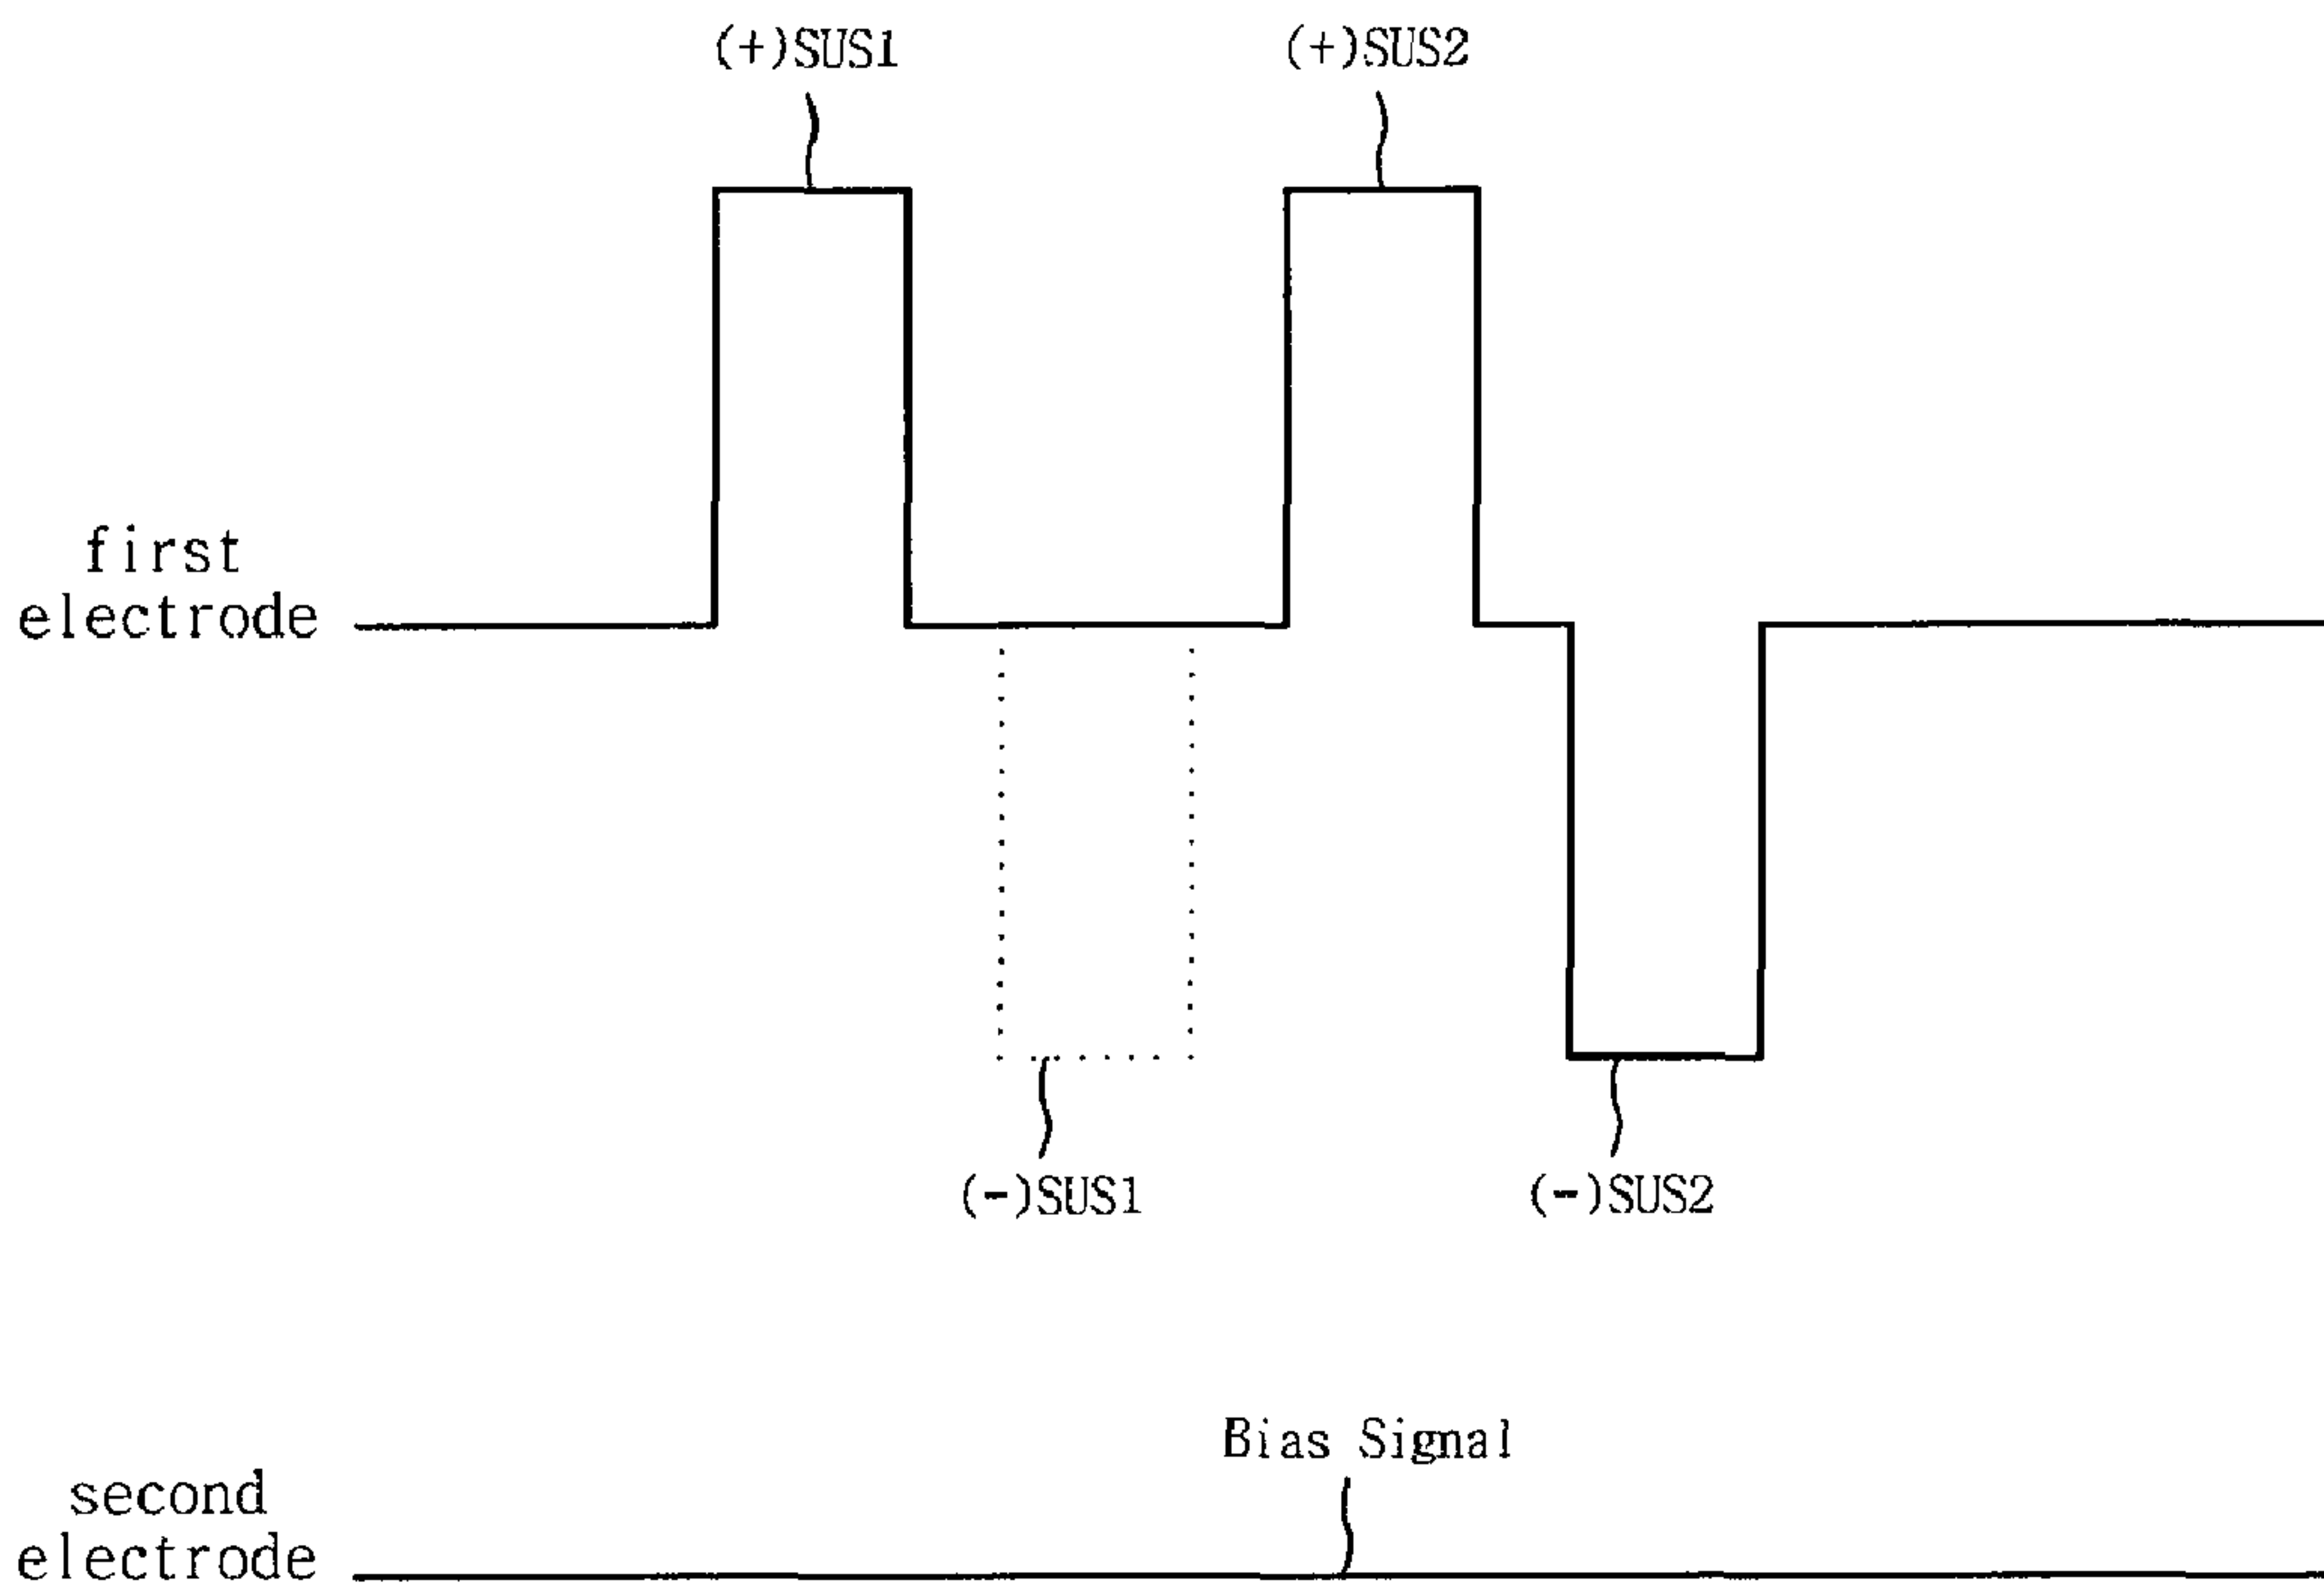 (+)SUS1
(+)SUS2
first
electrode
(-)SUS1
(-)SUS2
Bias Signal
second
electrode